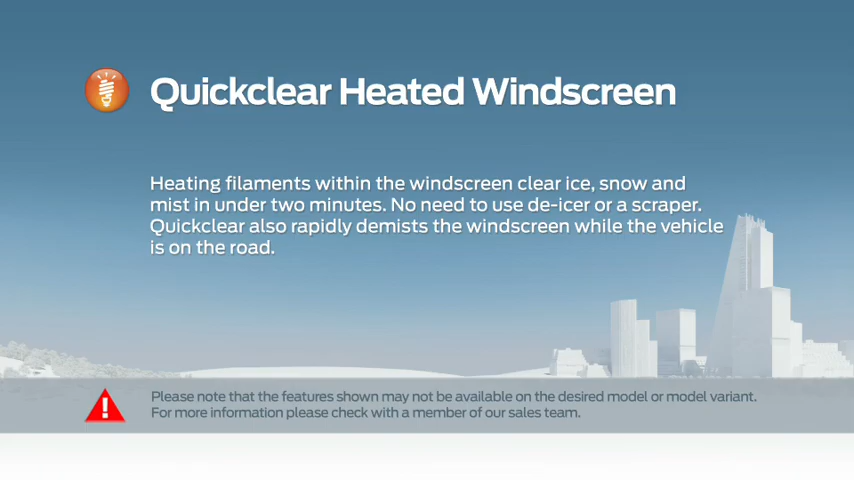 Quickclear Heated Windscreen
Heating filaments within the windscreen clear ice, snow and
mist in under two minutes. No need to use de-icer or a scraper.
Quickclear also rapidly demists the windscreen while the vehicle
is on the road.
Please note that the features shown may not be available on the desired model or model variant.
For more information please check with a member of our sales team.